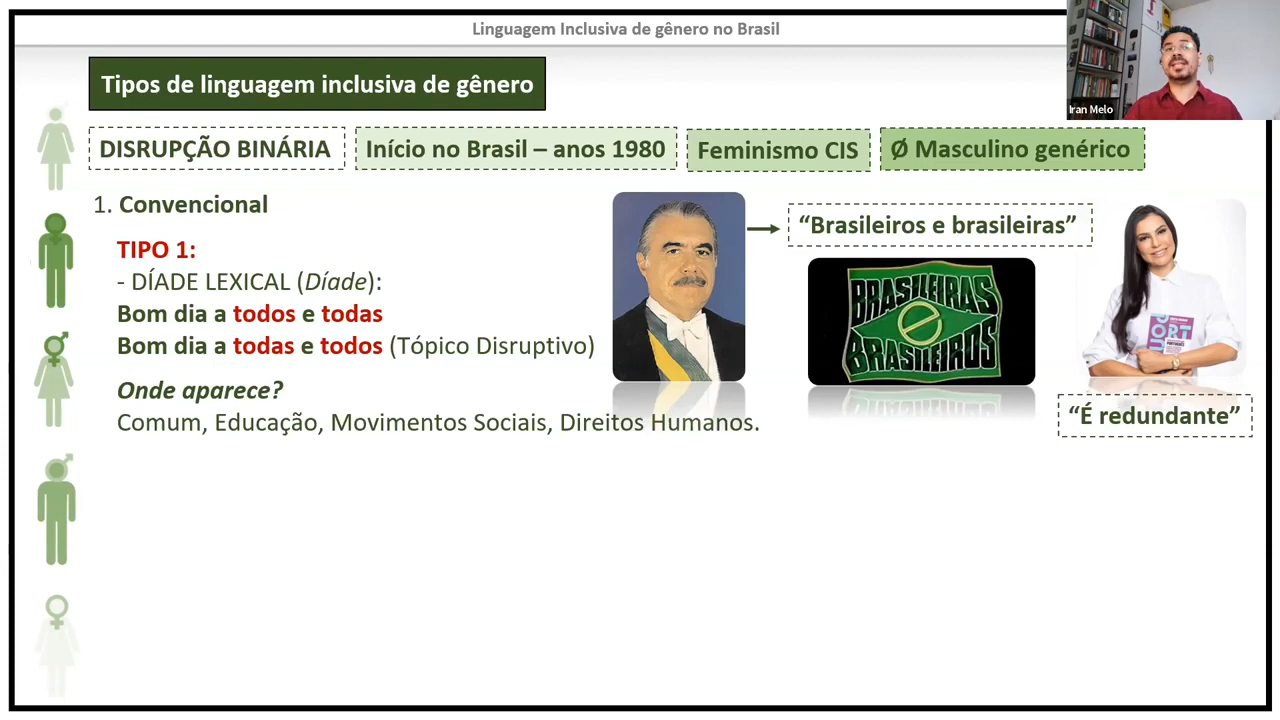 Linguagem Inclusiva de gênero no Brasil
Iran Melo
Tipos de linguagem inclusiva de gênero
DISRUPÇÃO BINÁRIA
Início no Brasil – anos 1980
Feminismo CIS
Ø Masculino genérico
1. Convencional
TIPO 1:
- DÍADE LEXICAL (Díade):
Bom dia a todos e todas
Bom dia a todas e todos (Tópico Disruptivo)
Onde aparece?
Comum, Educação, Movimentos Sociais, Direitos Humanos.
“Brasileiros e brasileiras”
BRASILEIRAS
E
BRASILEIROS
“É redundante”